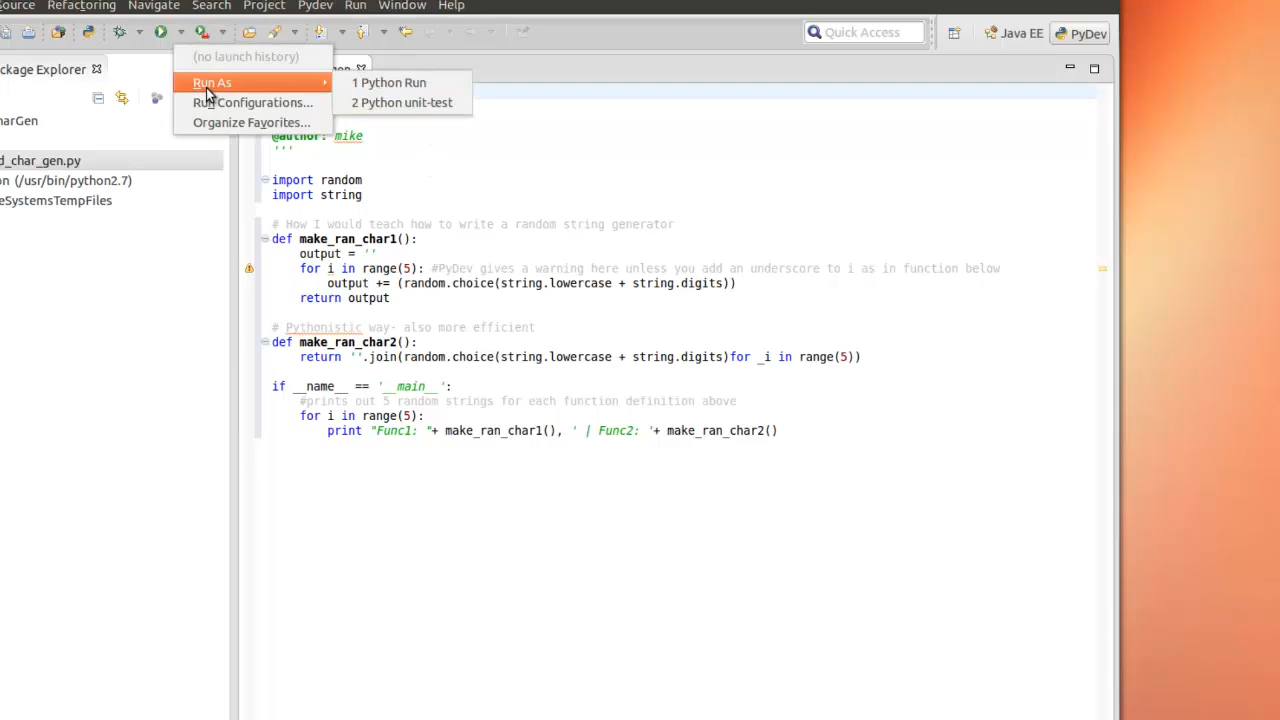 Source Refactoring Navigate Search Project Pydev Run Window Help
Quick Access
Java EE
PyDev
(no launch history)
Run As
Run Configurations...
Organize Favorites...
1 Python Run
2 Python unit-test
ackage Explorer
harGen
d_char_gen.py
on (/usr/bin/python2.7)
eSystemsTempFiles
@author: mike
'''
import random
import string
# How I would teach how to write a random string generator
def make_ran_char1():
output = ''
for i in range(5): #PyDev gives a warning here unless you add an underscore to i as in function below
output += (random.choice(string.lowercase + string.digits))
return output
# Pythonistic way- also more efficient
def make_ran_char2():
return ''.join(random.choice(string.lowercase + string.digits)for _i in range(5))
if __name__ == '__main__':
#prints out 5 random strings for each function definition above
for i in range(5):
print "Func1: "+ make_ran_char1(), ' | Func2: '+ make_ran_char2()